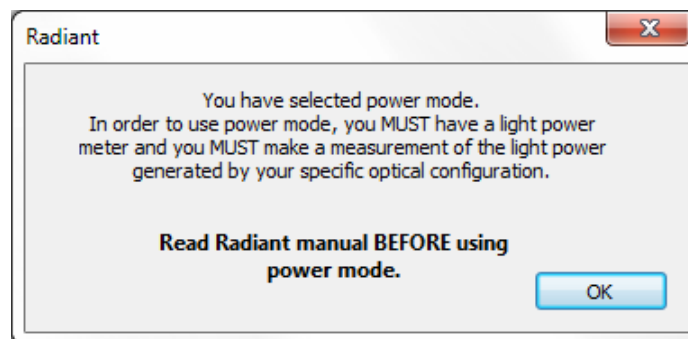 Radiant
You have selected power mode.
In order to use power mode, you MUST have a light power
meter and you MUST make a measurement of the light power
generated by your specific optical configuration.
Read Radiant manual BEFORE using
power mode.
OK